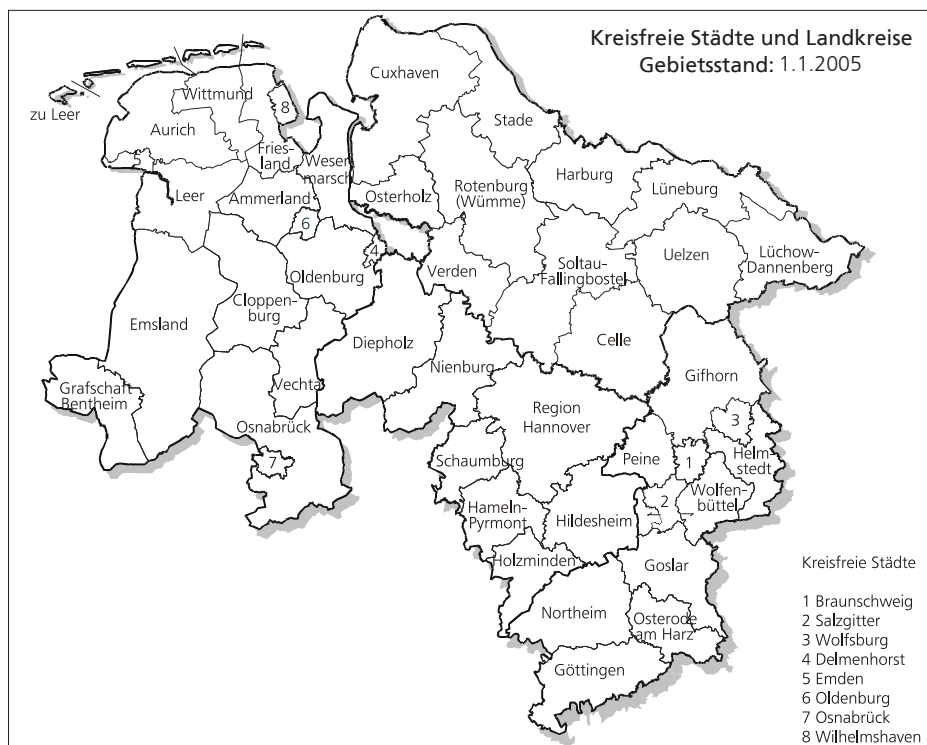 Kreisfreie Städte und Landkreise
Gebietsstand: 1.1.2005
Cuxhaven
Wittmund
8
zu Leer
Aurich
Stade
Fries-
land
Weser-
marsch
5
Harburg
Leer
Ammerland
Osterholz
Rotenburg
(Wümme)
Lüneburg
6
4
Oldenburg
Verden
Soltau-
Fallingbostel
Uelzen
Lüchow-
Dannenberg
Emsland
Cloppen-
burg
Diepholz
Celle
Nienburg
Gifhorn
Grafschaft
Bentheim
Vechta
Region
Hannover
3
Osnabrück
7
Schaumburg
Peine
1
Helm-
stedt
2
Wolfen-
büttel
Hameln-
Pyrmont
Hildesheim
Holzminden
Goslar
Northeim
Osterode
am Harz
Göttingen
Kreisfreie Städte
1 Braunschweig
2 Salzgitter
3 Wolfsburg
4 Delmenhorst
5 Emden
6 Oldenburg
7 Osnabrück
8 Wilhelmshaven